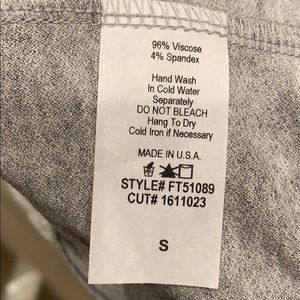 96% Viscose
4% Spandex
Hand Wash
In Cold Water
Separately
DO NOT BLEACH
Hang To Dry
Cold Iron if Necessary
MADE IN U.S.A.
STYLE# FT51089
CUT# 1611023
S